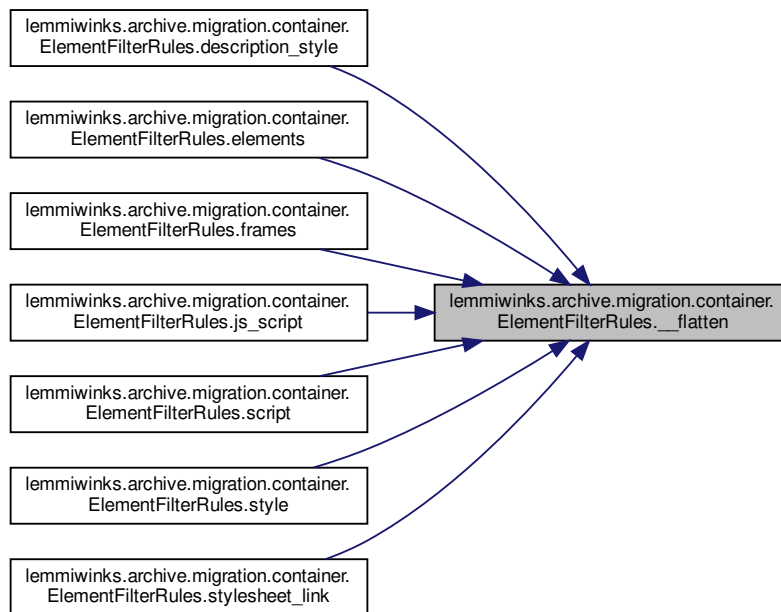 lemmiwinks.archive.migration.container.
ElementFilterRules.description_style
lemmiwinks.archive.migration.container.
ElementFilterRules.elements
lemmiwinks.archive.migration.container.
ElementFilterRules.frames
lemmiwinks.archive.migration.container.
ElementFilterRules.js_script
lemmiwinks.archive.migration.container.
ElementFilterRules.__flatten
lemmiwinks.archive.migration.container.
ElementFilterRules.script
lemmiwinks.archive.migration.container.
ElementFilterRules.style
lemmiwinks.archive.migration.container.
ElementFilterRules.stylesheet_link